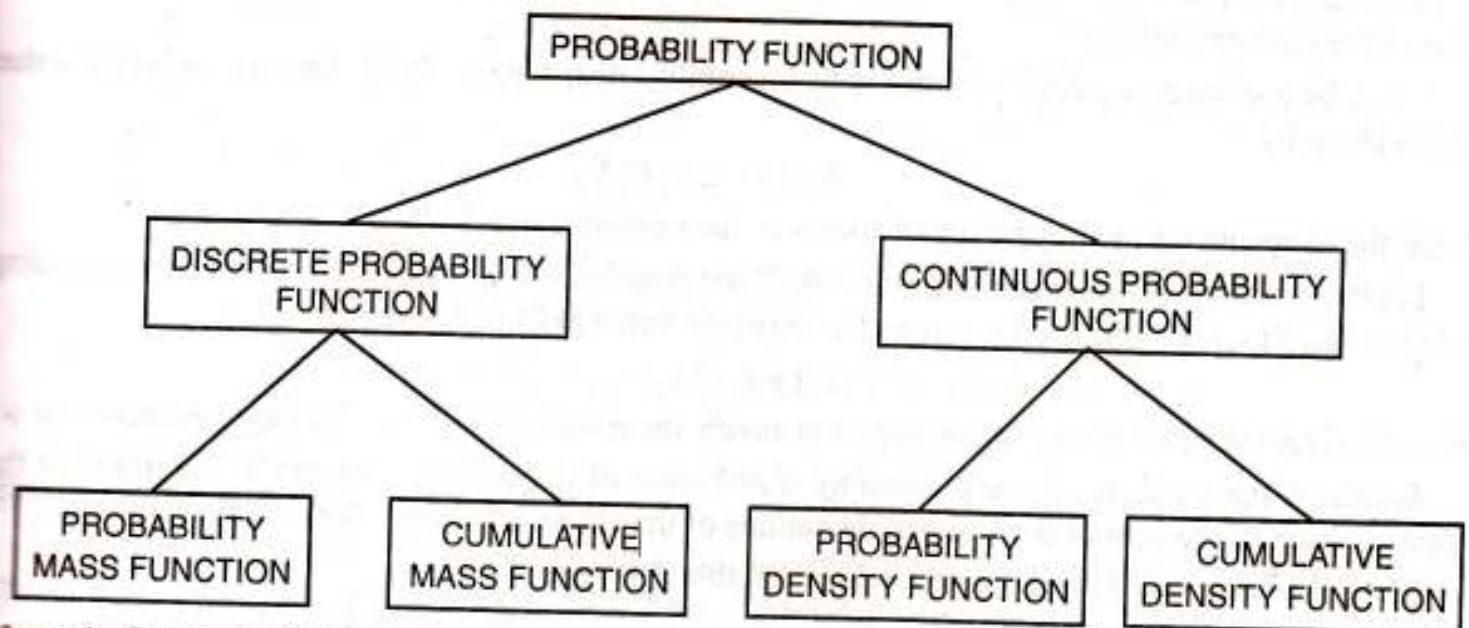 PROBABILITY FUNCTION
DISCRETE PROBABILITY
FUNCTION
CONTINUOUS PROBABILITY
FUNCTION
PROBABILITY
MASS FUNCTION
CUMULATIVE
MASS FUNCTION
PROBABILITY
DENSITY FUNCTION
CUMULATIVE
DENSITY FUNCTION